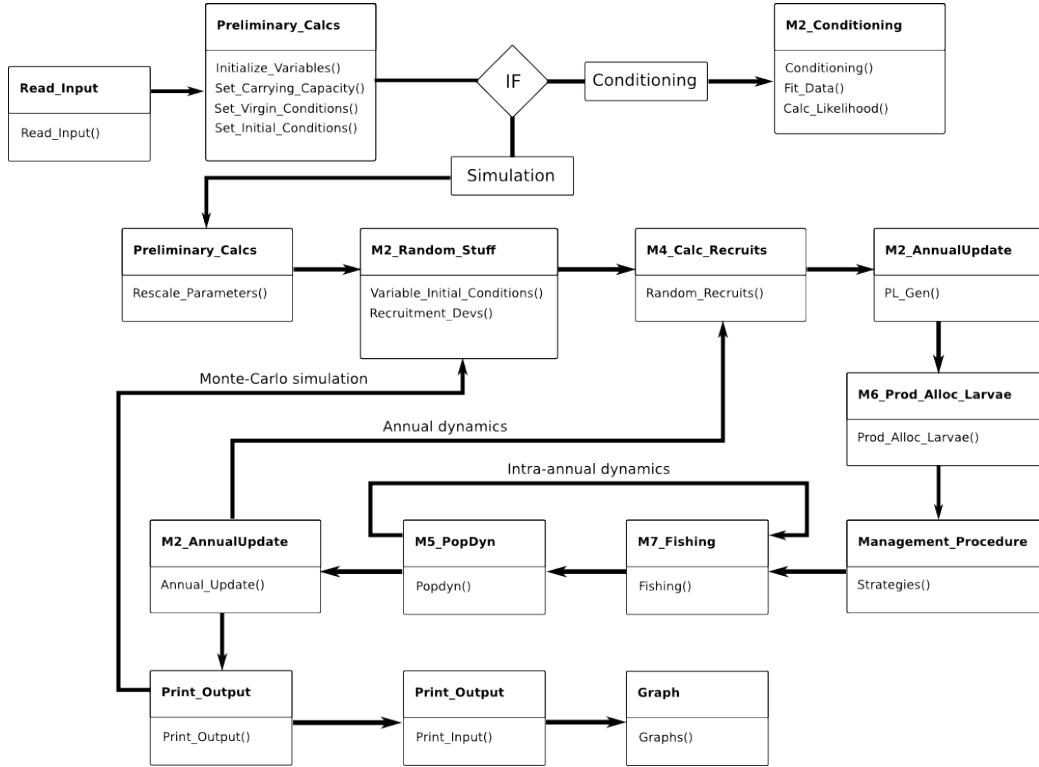 Read_Input
Read_Input()
Preliminary_Calcs
Initialize_Variables()
Set_Carrying_Capacity()
Set_Virgin_Conditions()
Set_Initial_Conditions()
IF
Conditioning
M2_Conditioning
Conditioning()
Fit_Data()
Calc_Likelihood()
Simulation
Preliminary_Calcs
Rescale_Parameters()
M2_Random_Stuff
Variable_Initial_Conditions()
Recruitment_Devs()
M4_Calc_Recruits
Random_Recruits()
M2_AnnualUpdate
PL_Gen()
Monte-Carlo simulation
Annual dynamics
M6_Prod_Alloc_Larvae
Prod_Alloc_Larvae()
Intra-annual dynamics
M2_AnnualUpdate
Annual_Update()
M5_PopDyn
Popdyn()
M7_Fishing
Fishing()
Management_Procedure
Strategies()
Print_Output
Print_Output()
Print_Output
Print_Input()
Graph
Graphs()